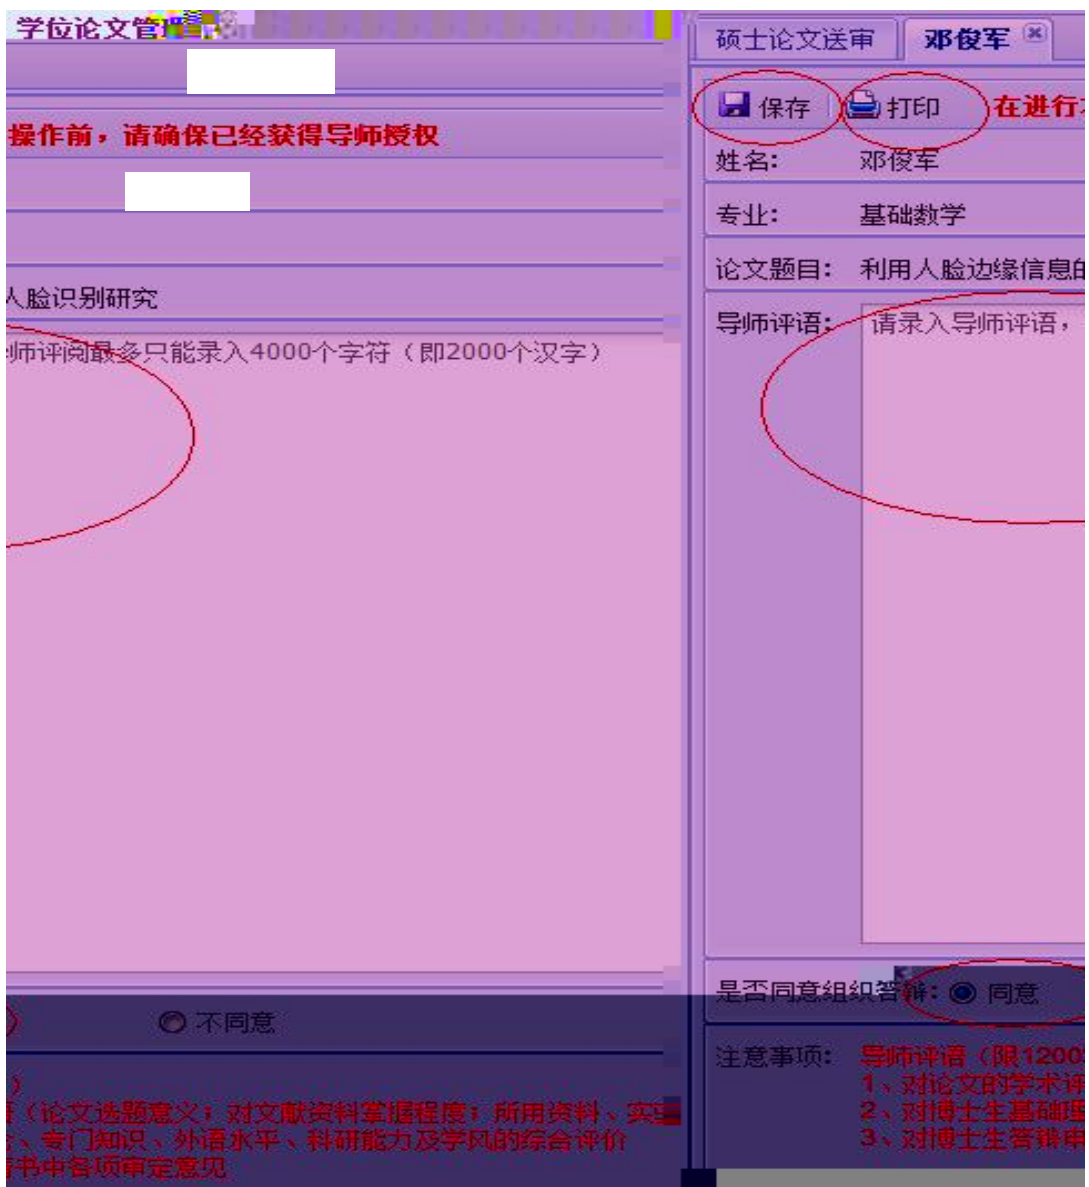 学位论文管理
操作前，请确保已经获得导师授权
人脸识别研究
师评阅最多只能录入4000个字符（即2000个汉字）
不同意
（论文选题意义；对文献资料掌握程度；所用资料、实
、专门知识、外语水平、科研能力及学风的综合评价
书中各项审定意见
硕士论文送审 邓俊军
保存 打印 在进行
姓名： 邓俊军
专业： 基础数学
论文题目： 利用人脸边缘信息的
导师评语： 请录入导师评语，
是否同意组织答辩： 同意
注意事项： 导师评语（限1200
1、对论文的学术评
2、对博士生基础理
3、对博士生答辩申